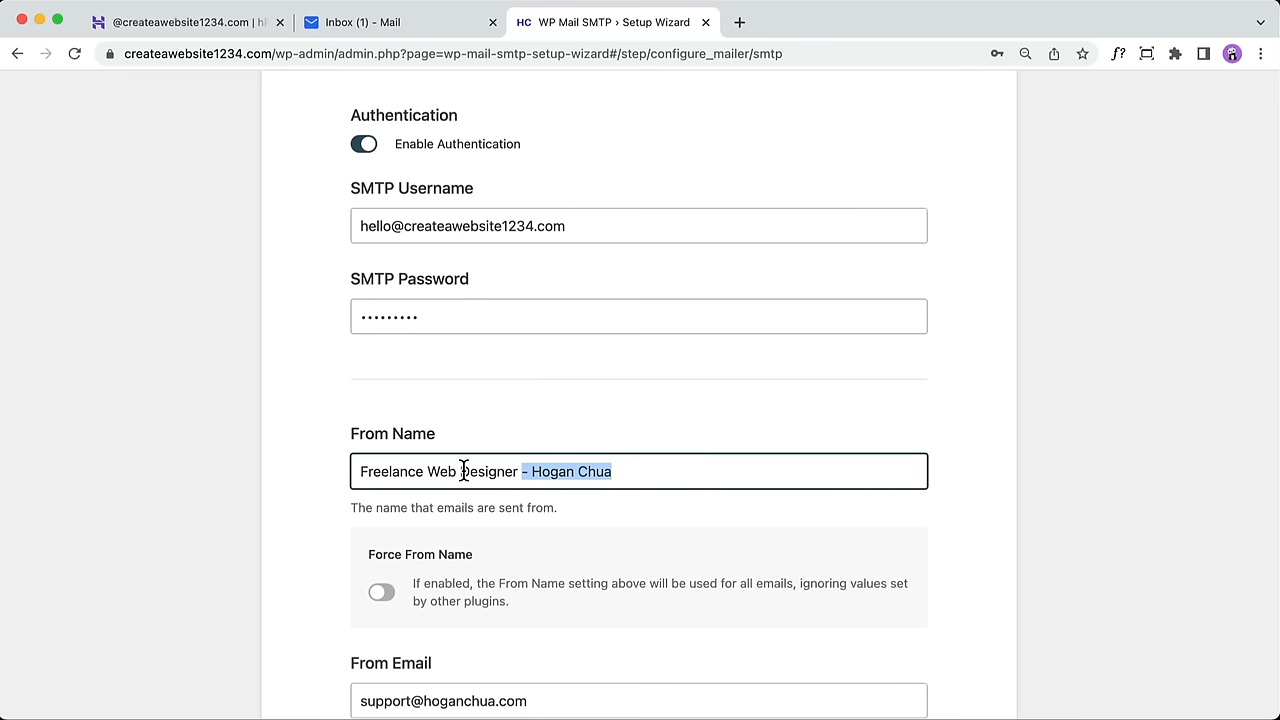 @createawebsite1234.com
Inbox (1) - Mail
HC WP Mail SMTP › Setup Wizard
createawebsite1234.com/wp-admin/admin.php?page=wp-mail-smtp-setup-wizard#/step/configure_mailer/smtp
f?
Authentication
Enable Authentication
SMTP Username
hello@createawebsite1234.com
SMTP Password
•••••••••
From Name
Freelance Web Designer - Hogan Chua
The name that emails are sent from.
Force From Name
If enabled, the From Name setting above will be used for all emails, ignoring values set
by other plugins.
From Email
support@hoganchua.com